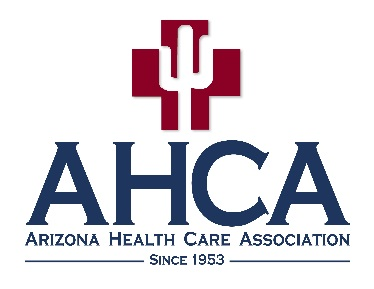 AHCA
ARIZONA HEALTH CARE ASSOCIATION
SINCE 1953